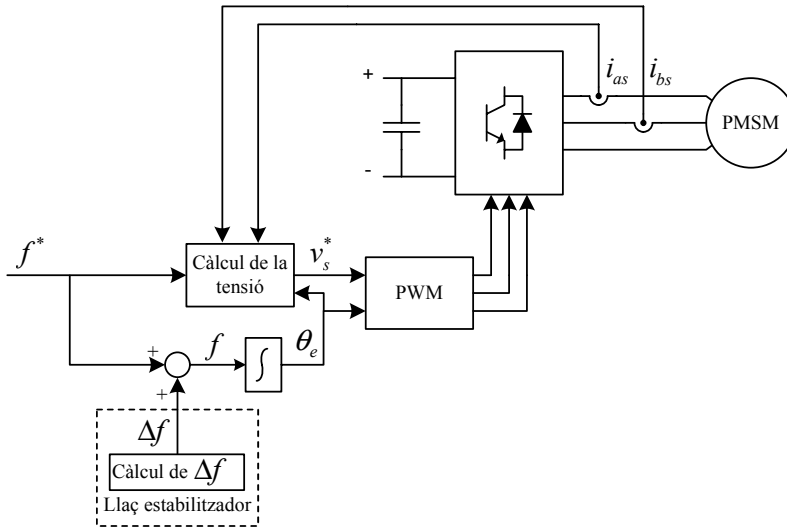 i_as
i_bs
+
PMSM
-
f*
Càlcul de la
tensió
v_s*
PWM
+
f
∫
θ_e
+
Δf
Càlcul de Δf
Llaç estabilitzador